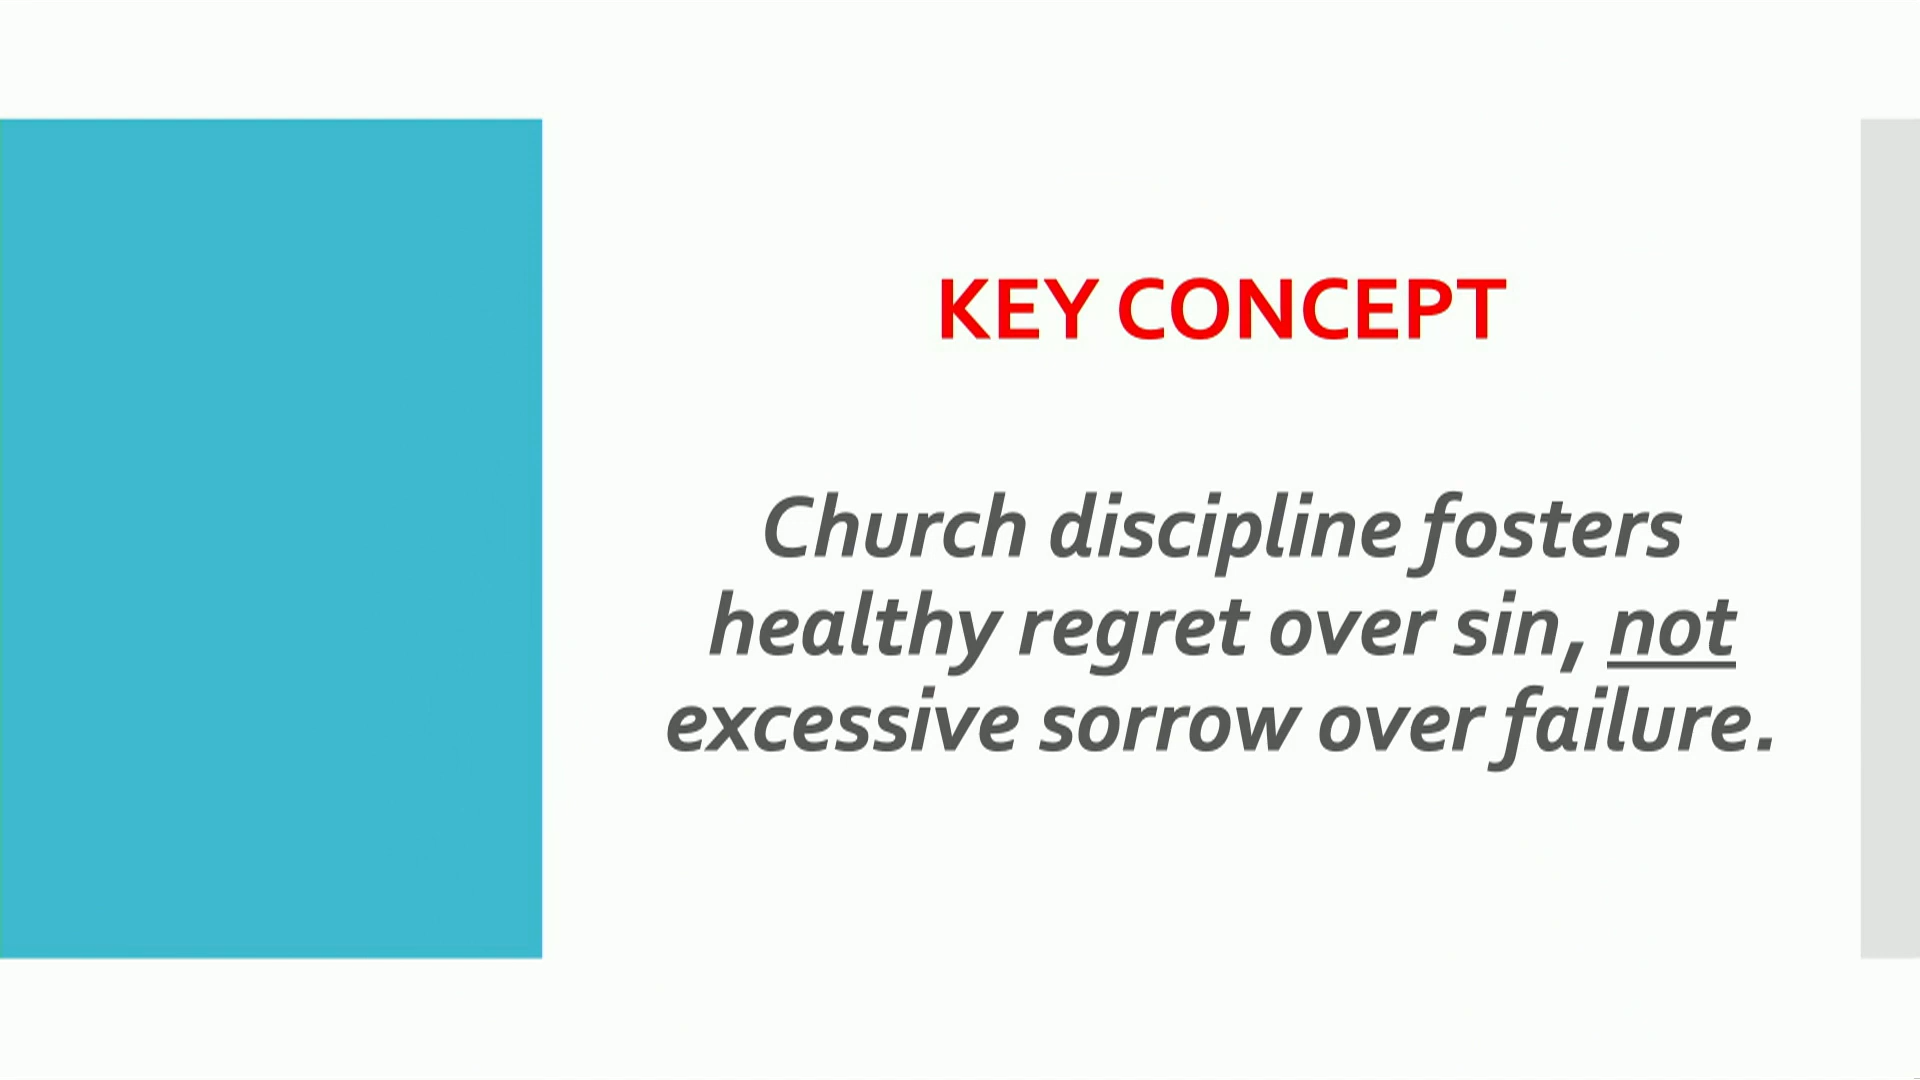 KEY CONCEPT
Church discipline fosters
healthy regret over sin, not
excessive sorrow over failure.